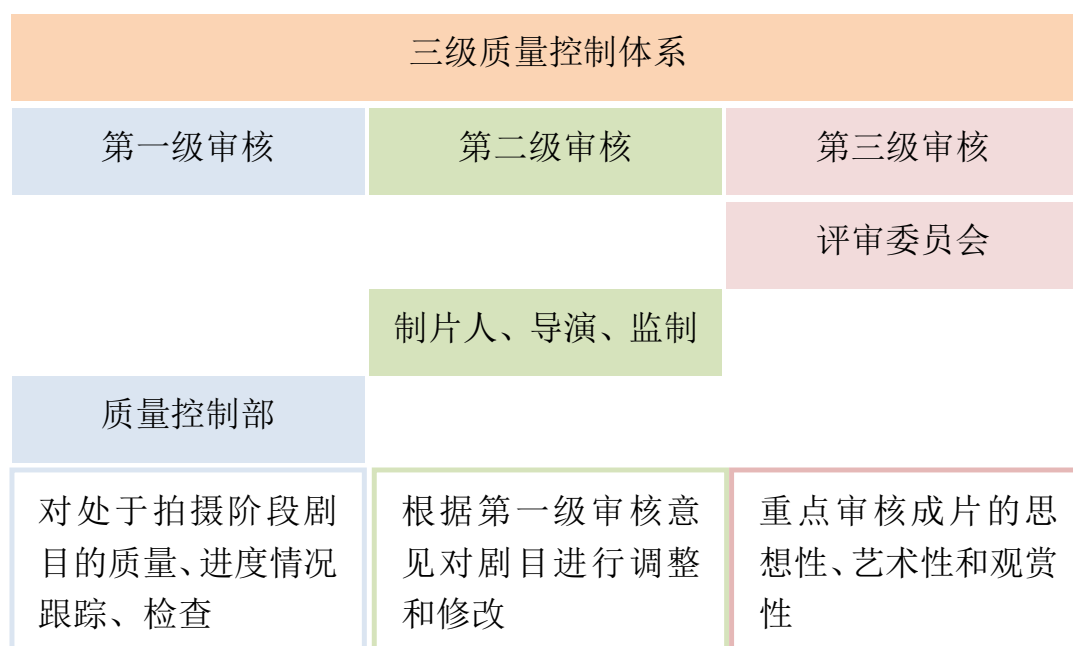 三级质量控制体系
第一级审核
第二级审核
第三级审核
评审委员会
制片人、导演、监制
质量控制部
对处于拍摄阶段剧
目的质量、进度情况
跟踪、检查
根据第一级审核意
见对剧目进行调整
和修改
重点审核成片的思
想性、艺术性和观赏
性